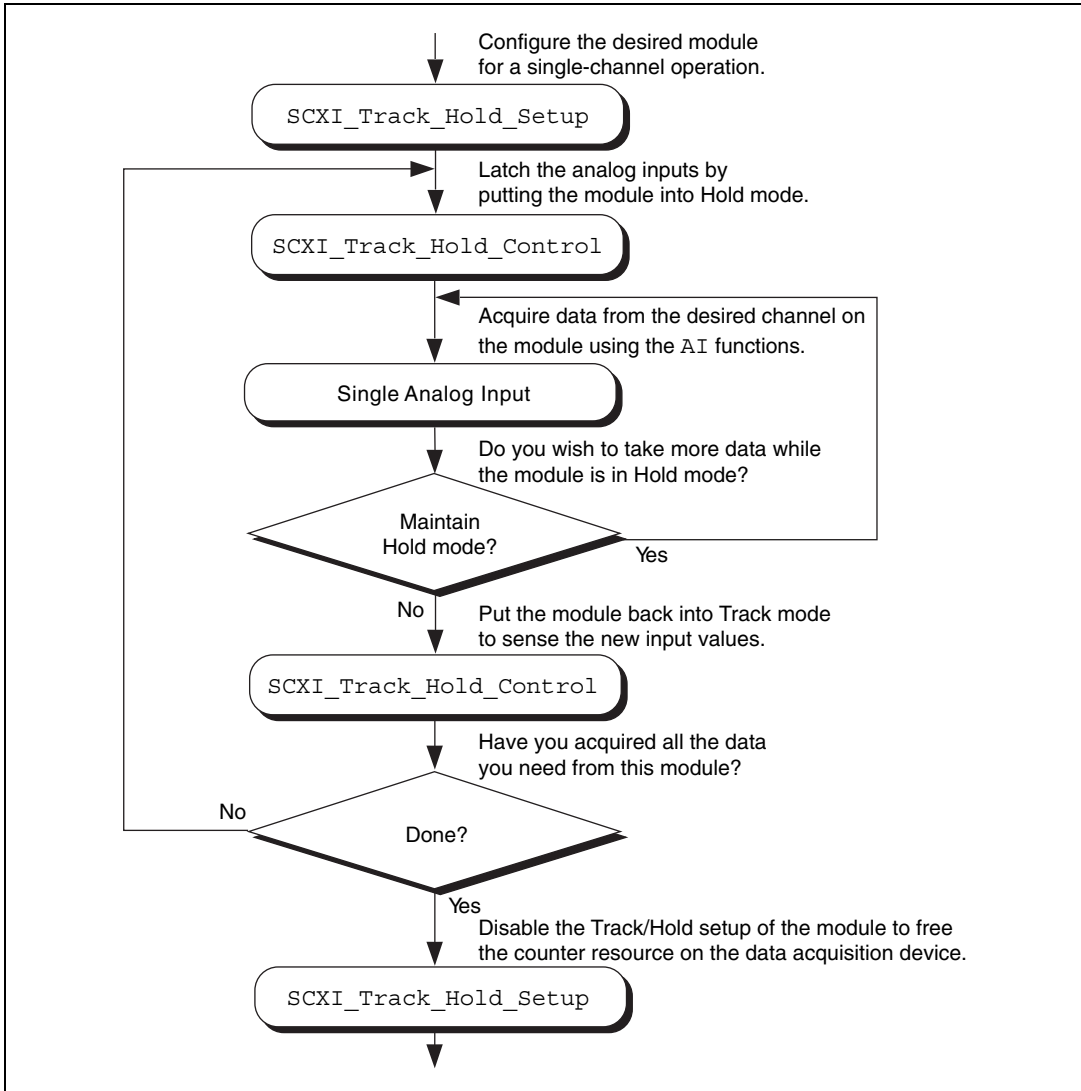 Configure the desired module
for a single-channel operation.
SCXI_Track_Hold_Setup
Latch the analog inputs by
putting the module into Hold mode.
SCXI_Track_Hold_Control
Acquire data from the desired channel on
the module using the AI functions.
Single Analog Input
Do you wish to take more data while
the module is in Hold mode?
Maintain
Hold mode?
Yes
No
Put the module back into Track mode
to sense the new input values.
SCXI_Track_Hold_Control
Have you acquired all the data
you need from this module?
No
Done?
Yes
Disable the Track/Hold setup of the module to free
the counter resource on the data acquisition device.
SCXI_Track_Hold_Setup